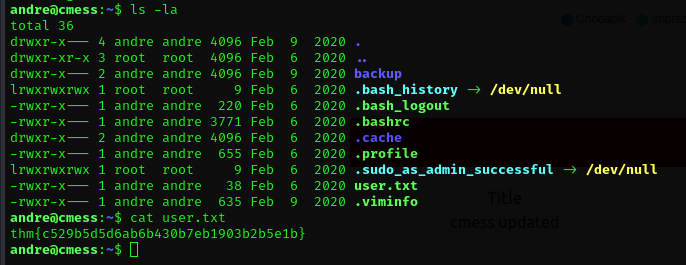 andre@cmess:~$ ls -la
total 36
drwxr-x--- 4 andre andre 4096 Feb  9  2020 .
drwxr-xr-x 3 root  root  4096 Feb  6  2020 ..
drwxr-x--- 2 andre andre 4096 Feb  9  2020 backup
lrwxrwxrwx 1 root  root     9 Feb  6  2020 .bash_history -> /dev/null
-rwxr-x--- 1 andre andre  220 Feb  6  2020 .bash_logout
-rwxr-x--- 1 andre andre 3771 Feb  6  2020 .bashrc
drwxr-x--- 2 andre andre 4096 Feb  6  2020 .cache
-rwxr-x--- 1 andre andre  655 Feb  6  2020 .profile
lrwxrwxrwx 1 root  root     9 Feb  6  2020 .sudo_as_admin_successful -> /dev/null
-rwxr-x--- 1 andre andre   38 Feb  6  2020 user.txt
-rwxr-x--- 1 andre andre  635 Feb  9  2020 .viminfo
Title
andre@cmess:~$ cat user.txt
cmess updated
thm{c529b5d5d6ab6b430b7eb1903b2b5e1b}
andre@cmess:~$